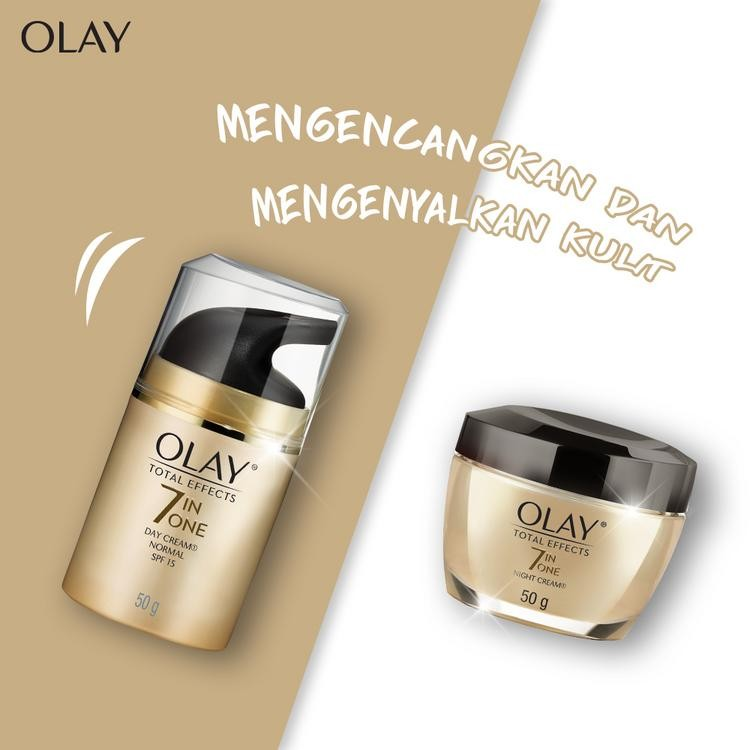 OLAY
MENGENCANGKAN DAN
MENGENYALKAN KULIT
OLAY®
TOTAL EFFECTS
7 IN
ONE
DAY CREAM®
NORMAL
SPF 15
50 g
OLAY®
TOTAL EFFECTS
7 IN
ONE
NIGHT CREAM®
50 g